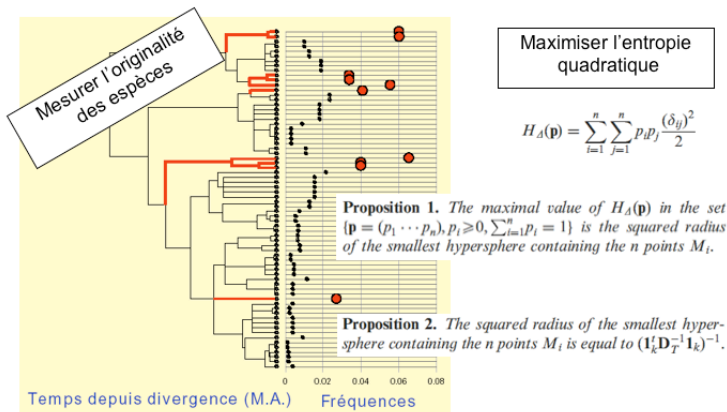 Mesurer l'originalité
des espèces
Maximiser l'entropie
quadratique
H_Δ(p) = ∑_{i=1}^{n} ∑_{j=1}^{n} p_i p_j (δ_{ij})² / 2
Proposition 1. The maximal value of H_Δ(p) in the set
{p = (p_1 ⋯ p_n), p_i ⩾ 0, ∑_{i=1}^{n} p_i = 1} is the squared radius
of the smallest hypersphere containing the n points M_i.
Proposition 2. The squared radius of the smallest hyper-
sphere containing the n points M_i is equal to (1_k^t D_T^{-1} 1_k)^{-1}.
0 0.02 0.04 0.06 0.08
Temps depuis divergence (M.A.) Fréquences